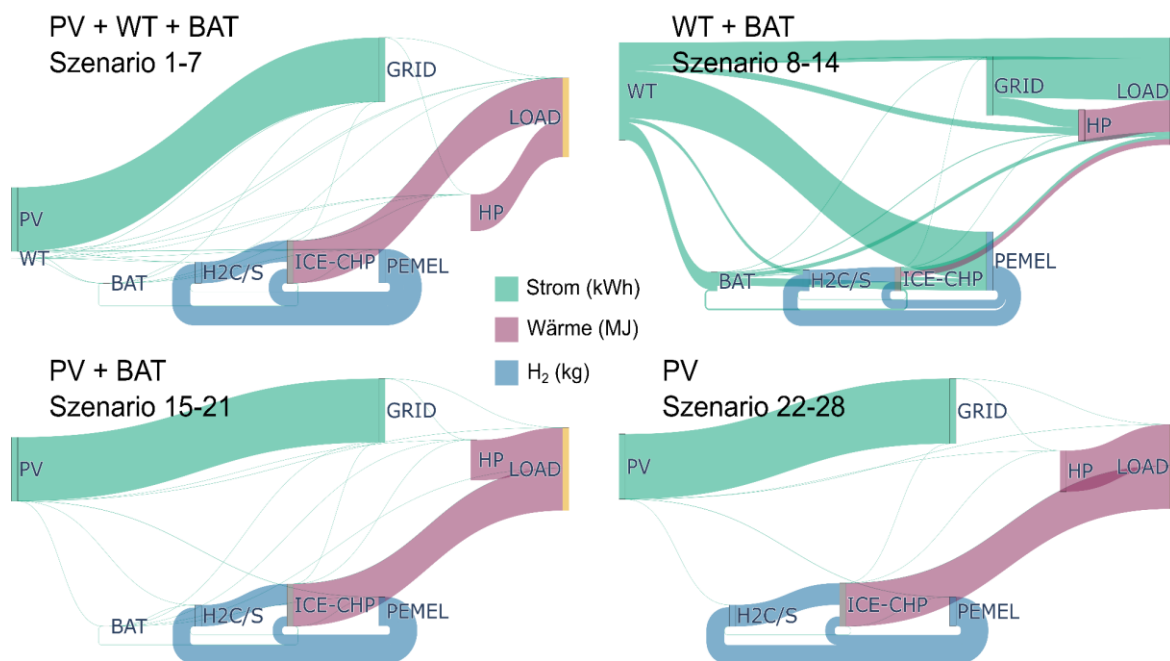 PV + WT + BAT
Szenario 1-7
GRID
LOAD
PV
HP
WT
BAT
H2C/S
ICE-CHP
PEMEL
WT + BAT
Szenario 8-14
WT
GRID
LOAD
HP
PEMEL
BAT
H2C/S
ICE-CHP
Strom (kWh)
Wärme (MJ)
H₂ (kg)
PV + BAT
Szenario 15-21
GRID
PV
HP
LOAD
BAT
H2C/S
ICE-CHP
PEMEL
PV
Szenario 22-28
GRID
PV
HP
LOAD
H2C/S
ICE-CHP
PEMEL